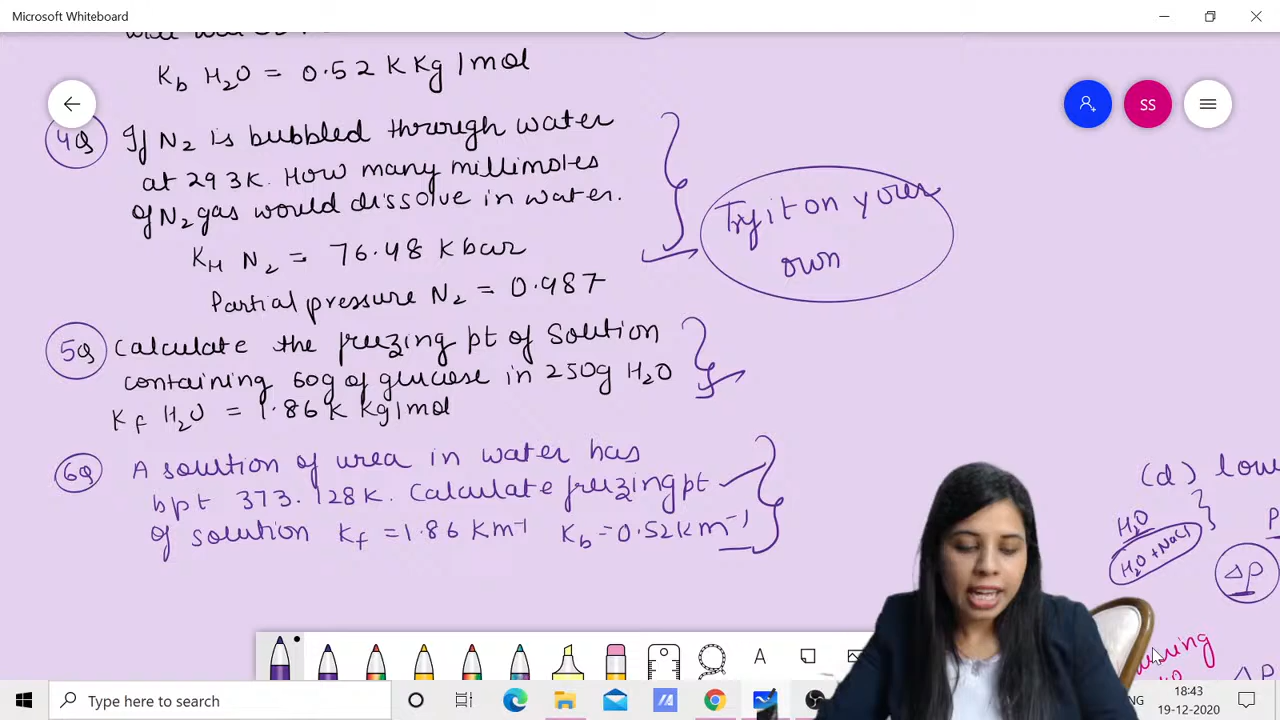 Microsoft Whiteboard
Kb H2O = 0.52 K Kg/mol
SS
4Q If N2 is bubbled through water
at 293K. How many millimoles
of N2 gas would dissolve in water.
KH N2 = 76.48 Kbar
Partial pressure N2 = 0.987
Try it on your
own
5Q Calculate the freezing pt of solution
containing 60g of glucose in 250g H2O
Kf H2O = 1.86 K Kg/mol
6Q A solution of urea in water has
bpt 373.128K. Calculate freezing pt
of solution Kf = 1.86 Km-1 Kb = 0.52 Km-1
(d) low
H2O
H2O + NaCl
P
ΔP
ΔP
A
Type here to search
18:43
19-12-2020